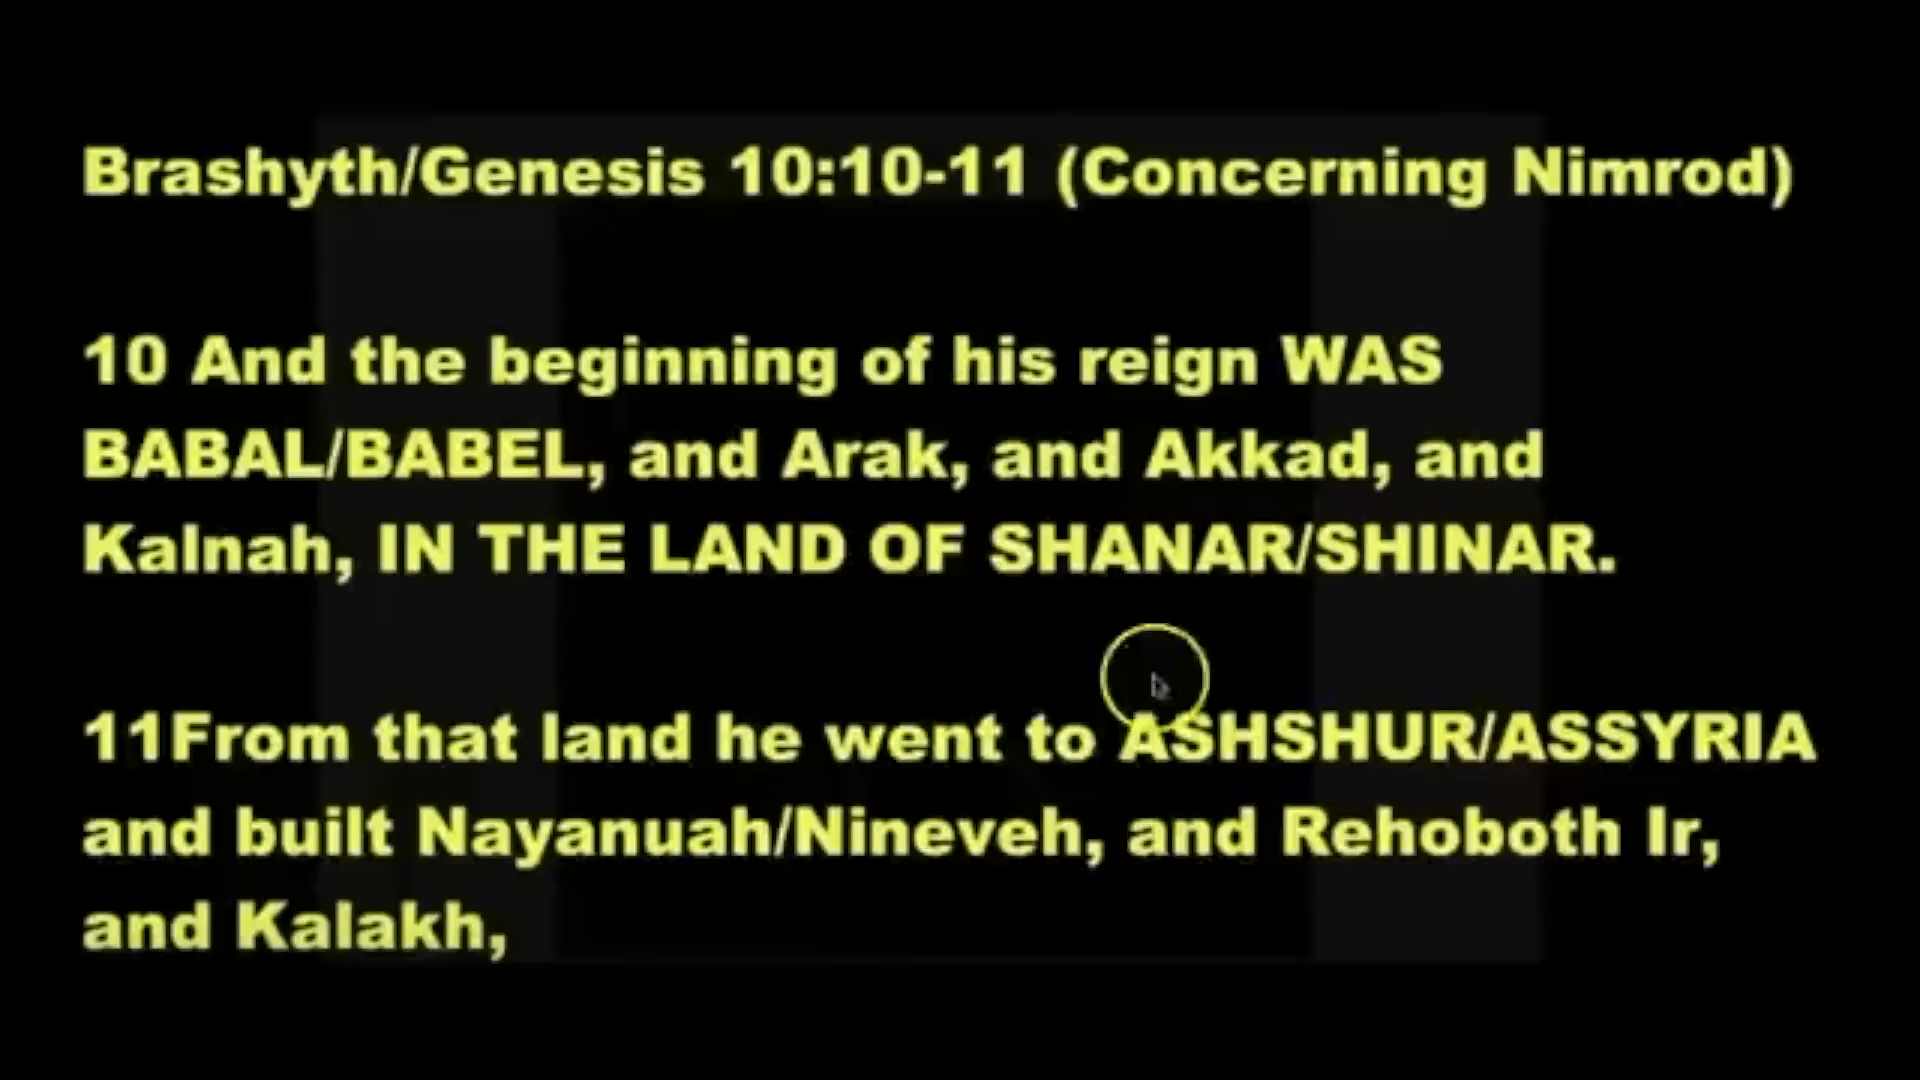 Brashyth/Genesis 10:10-11 (Concerning Nimrod)
10 And the beginning of his reign WAS
BABAL/BABEL, and Arak, and Akkad, and
Kalnah, IN THE LAND OF SHANAR/SHINAR.
11From that land he went to ASHSHUR/ASSYRIA
and built Nayanuah/Nineveh, and Rehoboth Ir,
and Kalakh,